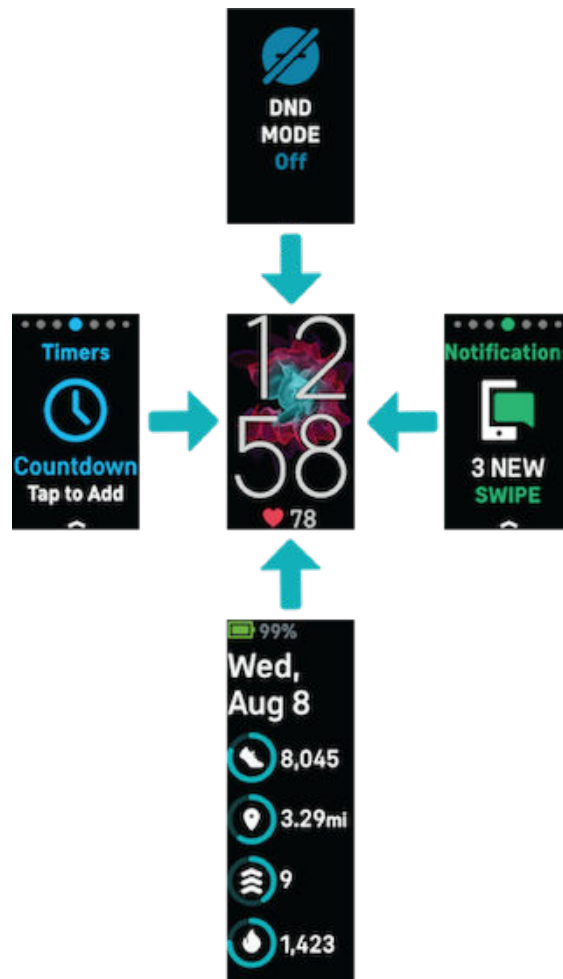 DND
MODE
Off
Timers
Countdown
Tap to Add
12
58
78
Notification
3 NEW
SWIPE
99%
Wed,
Aug 8
8,045
3.29mi
9
1,423